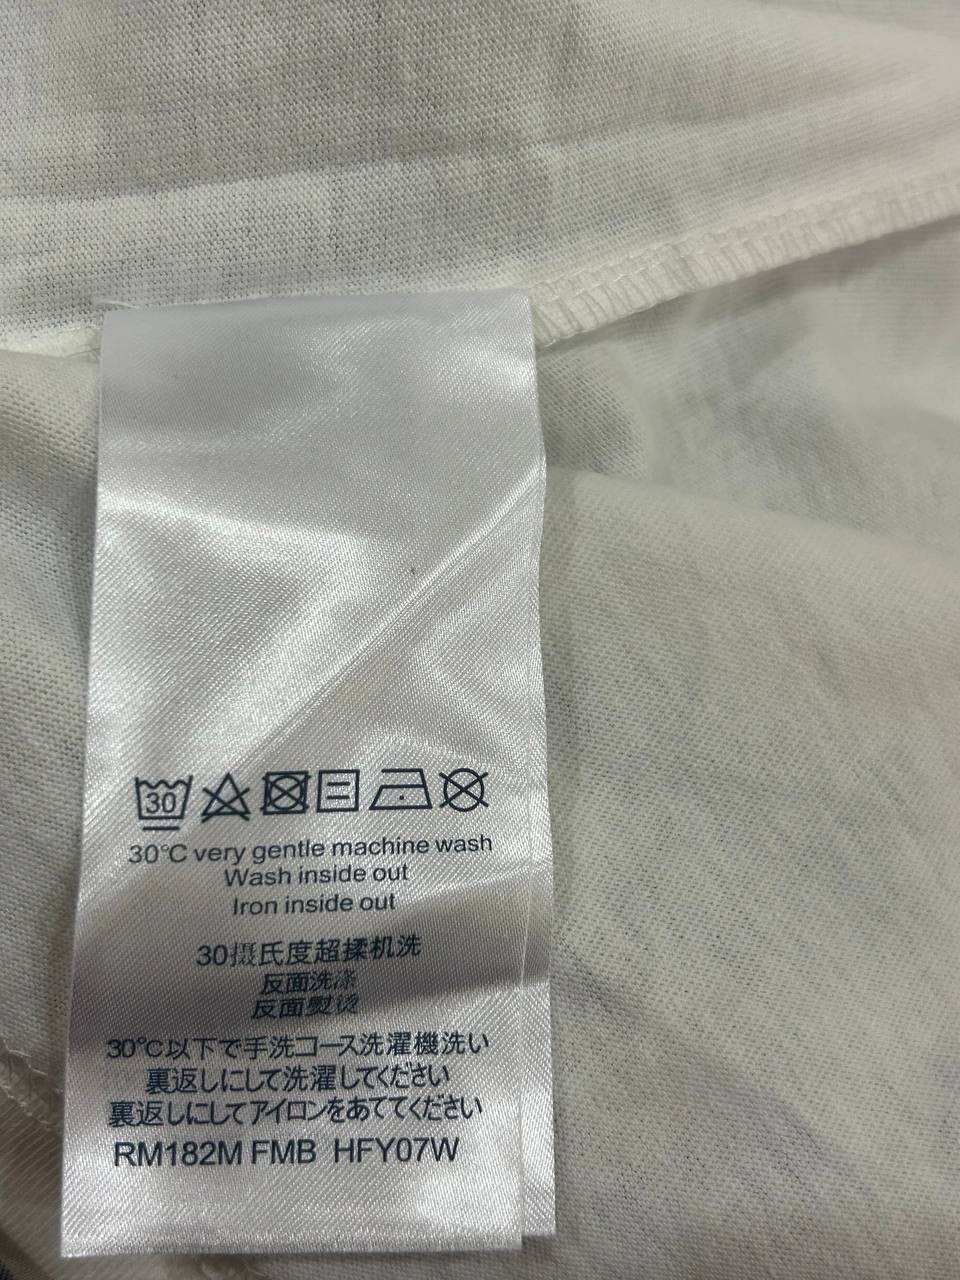 30
30°C very gentle machine wash
Wash inside out
Iron inside out
30摄氏度超揉机洗
反面洗涤
反面熨烫
30°C以下で手洗コース洗濯機洗い
裏返しにして洗濯してください
裏返しにしてアイロンをあててください
RM182M FMB HFY07W